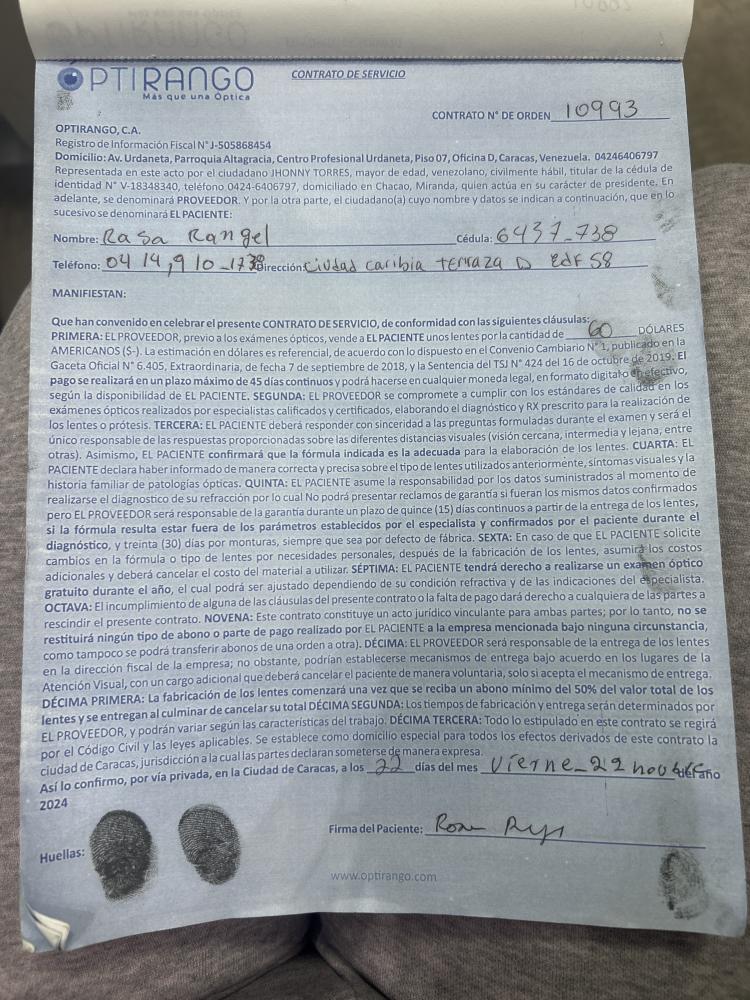 OPTIRANGO
Más que una Óptica
CONTRATO DE SERVICIO
CONTRATO N° DE ORDEN 10993
OPTIRANGO, C.A.
Registro de Información Fiscal N° J-505868454
Domicilio: Av. Urdaneta, Parroquia Altagracia, Centro Profesional Urdaneta, Piso 07, Oficina D, Caracas, Venezuela. 04246406797
Representada en este acto por el ciudadano JHONNY TORRES, mayor de edad, venezolano, civilmente hábil, titular de la cédula de
identidad N° V-18348340, teléfono 0424-6406797, domiciliado en Chacao, Miranda, quien actúa en su carácter de presidente. En
adelante, se denominará PROVEEDOR. Y por la otra parte, el ciudadano(a) cuyo nombre y datos se indican a continuación, que en lo
sucesivo se denominará EL PACIENTE:
Nombre: Rasa Rangel Cédula: 6437-738
Teléfono: 0414,910-1738 Dirección: ciudad caribia terraza D Edf 58
MANIFIESTAN:
Que han convenido en celebrar el presente CONTRATO DE SERVICIO, de conformidad con las siguientes cláusulas:
PRIMERA: EL PROVEEDOR, previo a los exámenes ópticos, vende a EL PACIENTE unos lentes por la cantidad de 60 DÓLARES
AMERICANOS ($-). La estimación en dólares es referencial, de acuerdo con lo dispuesto en el Convenio Cambiario N° 1, publicado en la
Gaceta Oficial N° 6.405, Extraordinaria, de fecha 7 de septiembre de 2018, y la Sentencia del TSJ N° 424 del 16 de octubre de 2019. El
pago se realizará en un plazo máximo de 45 días continuos y podrá hacerse en cualquier moneda legal, en formato digital o en efectivo,
según la disponibilidad de EL PACIENTE. SEGUNDA: EL PROVEEDOR se compromete a cumplir con los estándares de calidad en los
exámenes ópticos realizados por especialistas calificados y certificados, elaborando el diagnóstico y RX prescrito para la realización de
los lentes o prótesis. TERCERA: EL PACIENTE deberá responder con sinceridad a las preguntas formuladas durante el examen y será el
único responsable de las respuestas proporcionadas sobre las diferentes distancias visuales (visión cercana, intermedia y lejana, entre
otras). Asimismo, EL PACIENTE confirmará que la fórmula indicada es la adecuada para la elaboración de los lentes. CUARTA: EL
PACIENTE declara haber informado de manera correcta y precisa sobre el tipo de lentes utilizados anteriormente, síntomas visuales y la
historia familiar de patologías ópticas. QUINTA: EL PACIENTE asume la responsabilidad por los datos suministrados al momento de
realizarse el diagnostico de su refracción por lo cual No podrá presentar reclamos de garantía si fueran los mismos datos confirmados
pero EL PROVEEDOR será responsable de la garantía durante un plazo de quince (15) días continuos a partir de la entrega de los lentes,
si la fórmula resulta estar fuera de los parámetros establecidos por el especialista y confirmados por el paciente durante el
diagnóstico, y treinta (30) días por monturas, siempre que sea por defecto de fábrica. SEXTA: En caso de que EL PACIENTE solicite
cambios en la fórmula o tipo de lentes por necesidades personales, después de la fabricación de los lentes, asumirá los costos
adicionales y deberá cancelar el costo del material a utilizar. SÉPTIMA: EL PACIENTE tendrá derecho a realizarse un examen óptico
gratuito durante el año, el cual podrá ser ajustado dependiendo de su condición refractiva y de las indicaciones del especialista.
OCTAVA: El incumplimiento de alguna de las cláusulas del presente contrato o la falta de pago dará derecho a cualquiera de las partes a
rescindir el presente contrato. NOVENA: Este contrato constituye un acto jurídico vinculante para ambas partes; por lo tanto, no se
restituirá ningún tipo de abono o parte de pago realizado por EL PACIENTE a la empresa mencionada bajo ninguna circunstancia,
como tampoco se podrá transferir abonos de una orden a otra). DÉCIMA: EL PROVEEDOR será responsable de la entrega de los lentes
en la dirección fiscal de la empresa; no obstante, podrían establecerse mecanismos de entrega bajo acuerdo en los lugares de la
Atención Visual, con un cargo adicional que deberá cancelar el paciente de manera voluntaria, solo si acepta el mecanismo de entrega.
DÉCIMA PRIMERA: La fabricación de los lentes comenzará una vez que se reciba un abono mínimo del 50% del valor total de los
lentes y se entregan al culminar de cancelar su total DÉCIMA SEGUNDA: Los tiempos de fabricación y entrega serán determinados por
EL PROVEEDOR, y podrán variar según las características del trabajo. DÉCIMA TERCERA: Todo lo estipulado en este contrato se regirá
por el Código Civil y las leyes aplicables. Se establece como domicilio especial para todos los efectos derivados de este contrato la
ciudad de Caracas, jurisdicción a la cual las partes declaran someterse de manera expresa.
Así lo confirmo, por vía privada, en la Ciudad de Caracas, a los 22 días del mes Vierne_22 del año
2024
Firma del Paciente:
Huellas:
www.optirango.com